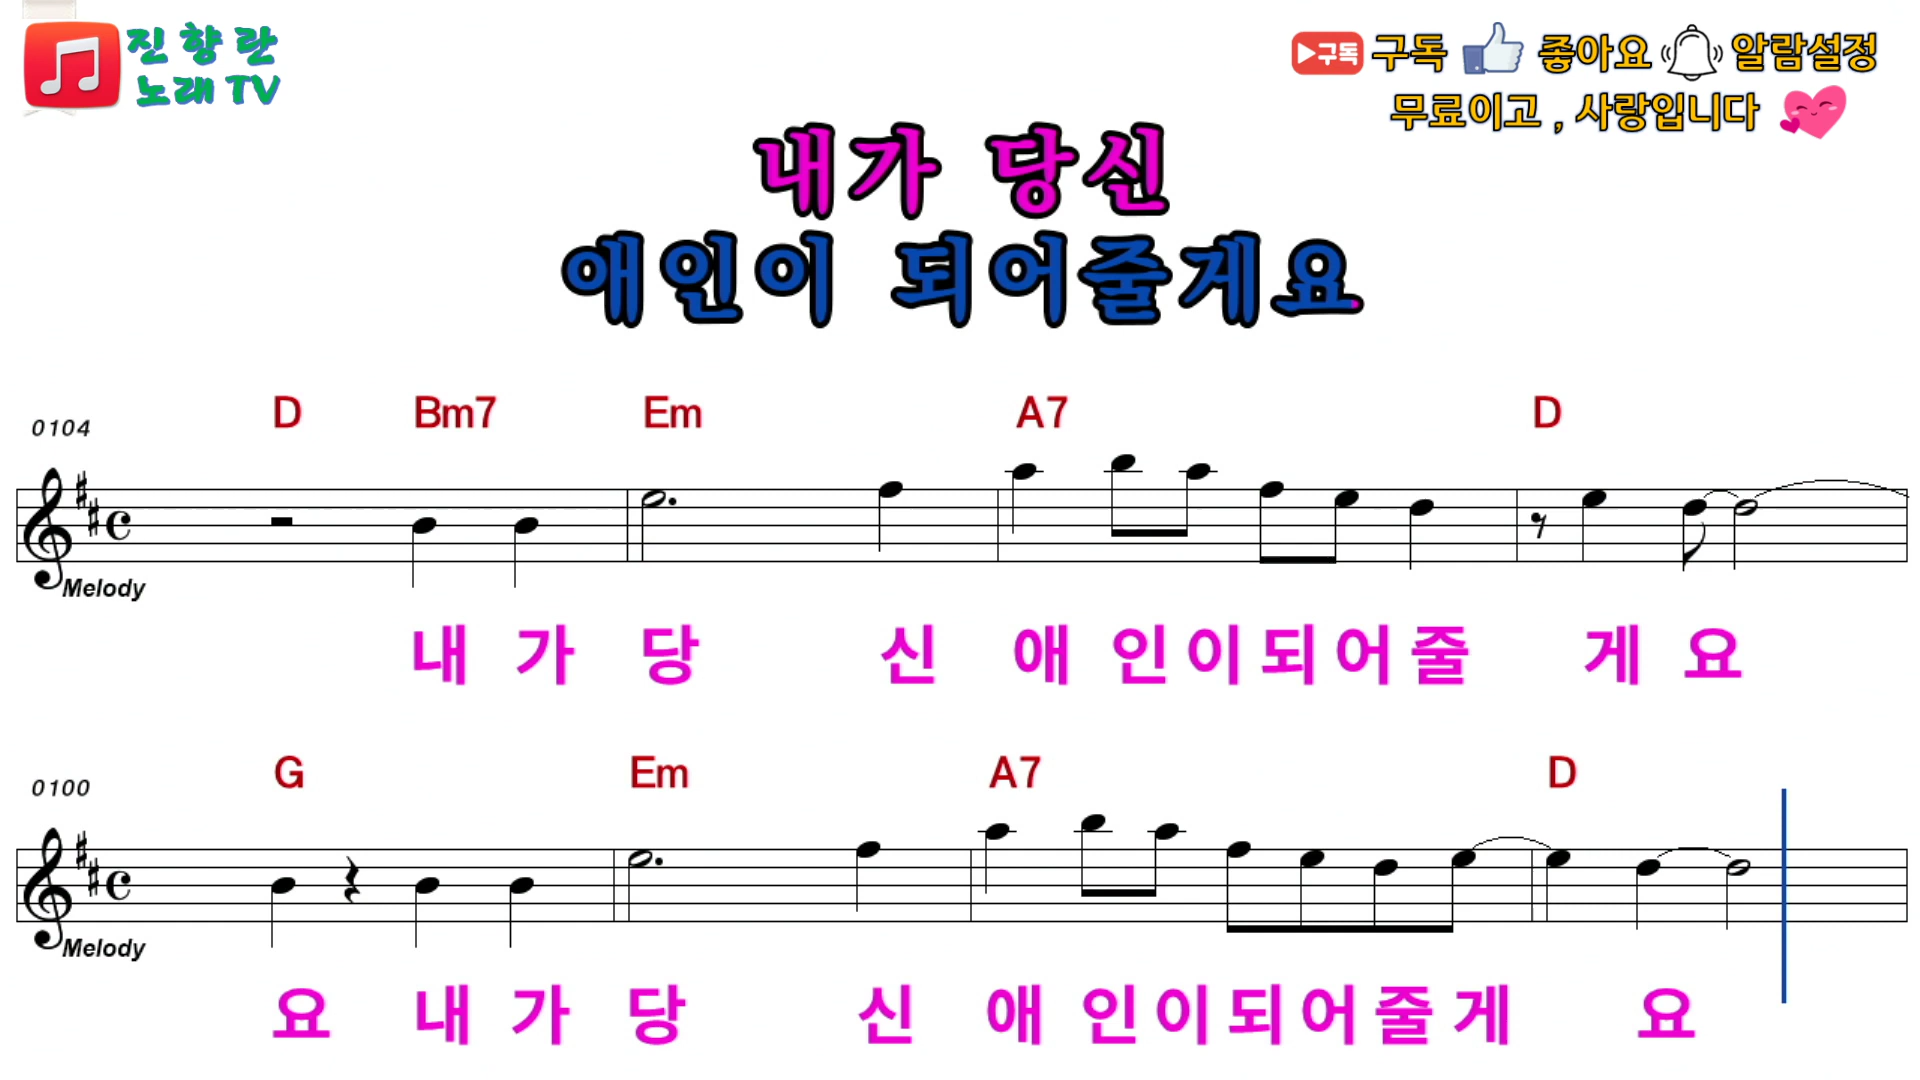 진향란
노래 TV
구독 구독 좋아요 알람설정
무료이고 , 사랑입니다
내가 당신
애인이 되어줄게요
0104 D Bm7 Em A7 D
Melody
내 가 당 신 애 인 이 되 어 줄 게 요
0100 G Em A7 D
Melody
요 내 가 당 신 애 인 이 되 어 줄 게 요